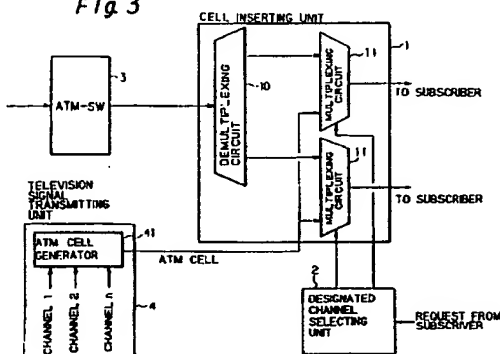 Fig. 3
CELL INSERTING UNIT
1
3
ATM-SW
10
DEMULTIPLEXING
CIRCUIT
11
MULTIPLEXING
CIRCUIT
TO SUBSCRIBER
11
MULTIPLEXING
CIRCUIT
TO SUBSCRIBER
TELEVISION
SIGNAL
TRANSMITTING
UNIT
41
ATM CELL
GENERATOR
ATM CELL
CHANNEL 1
CHANNEL 2
CHANNEL n
4
2
DESIGNATED
CHANNEL
SELECTING
UNIT
REQUEST FROM
SUBSCRIVER